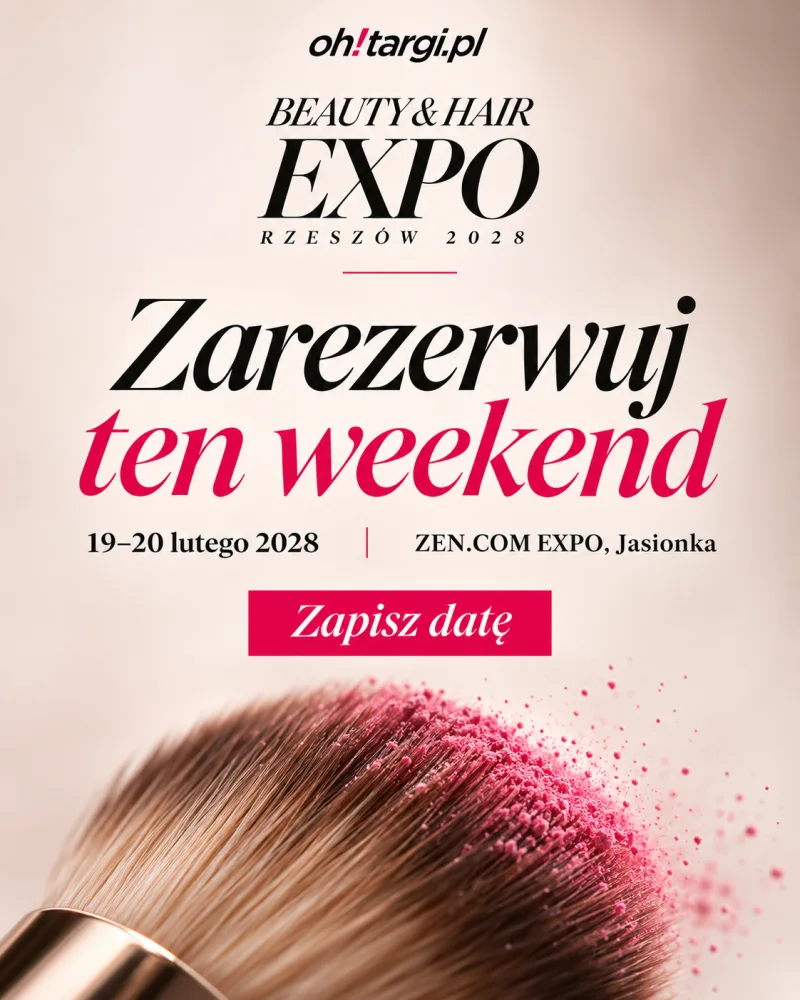 oh!targi.pl
BEAUTY & HAIR
EXPO
RZESZÓW 2028
Zarezerwuj
ten weekend
19–20 lutego 2028 | ZEN.COM EXPO, Jasionka
Zapisz datę